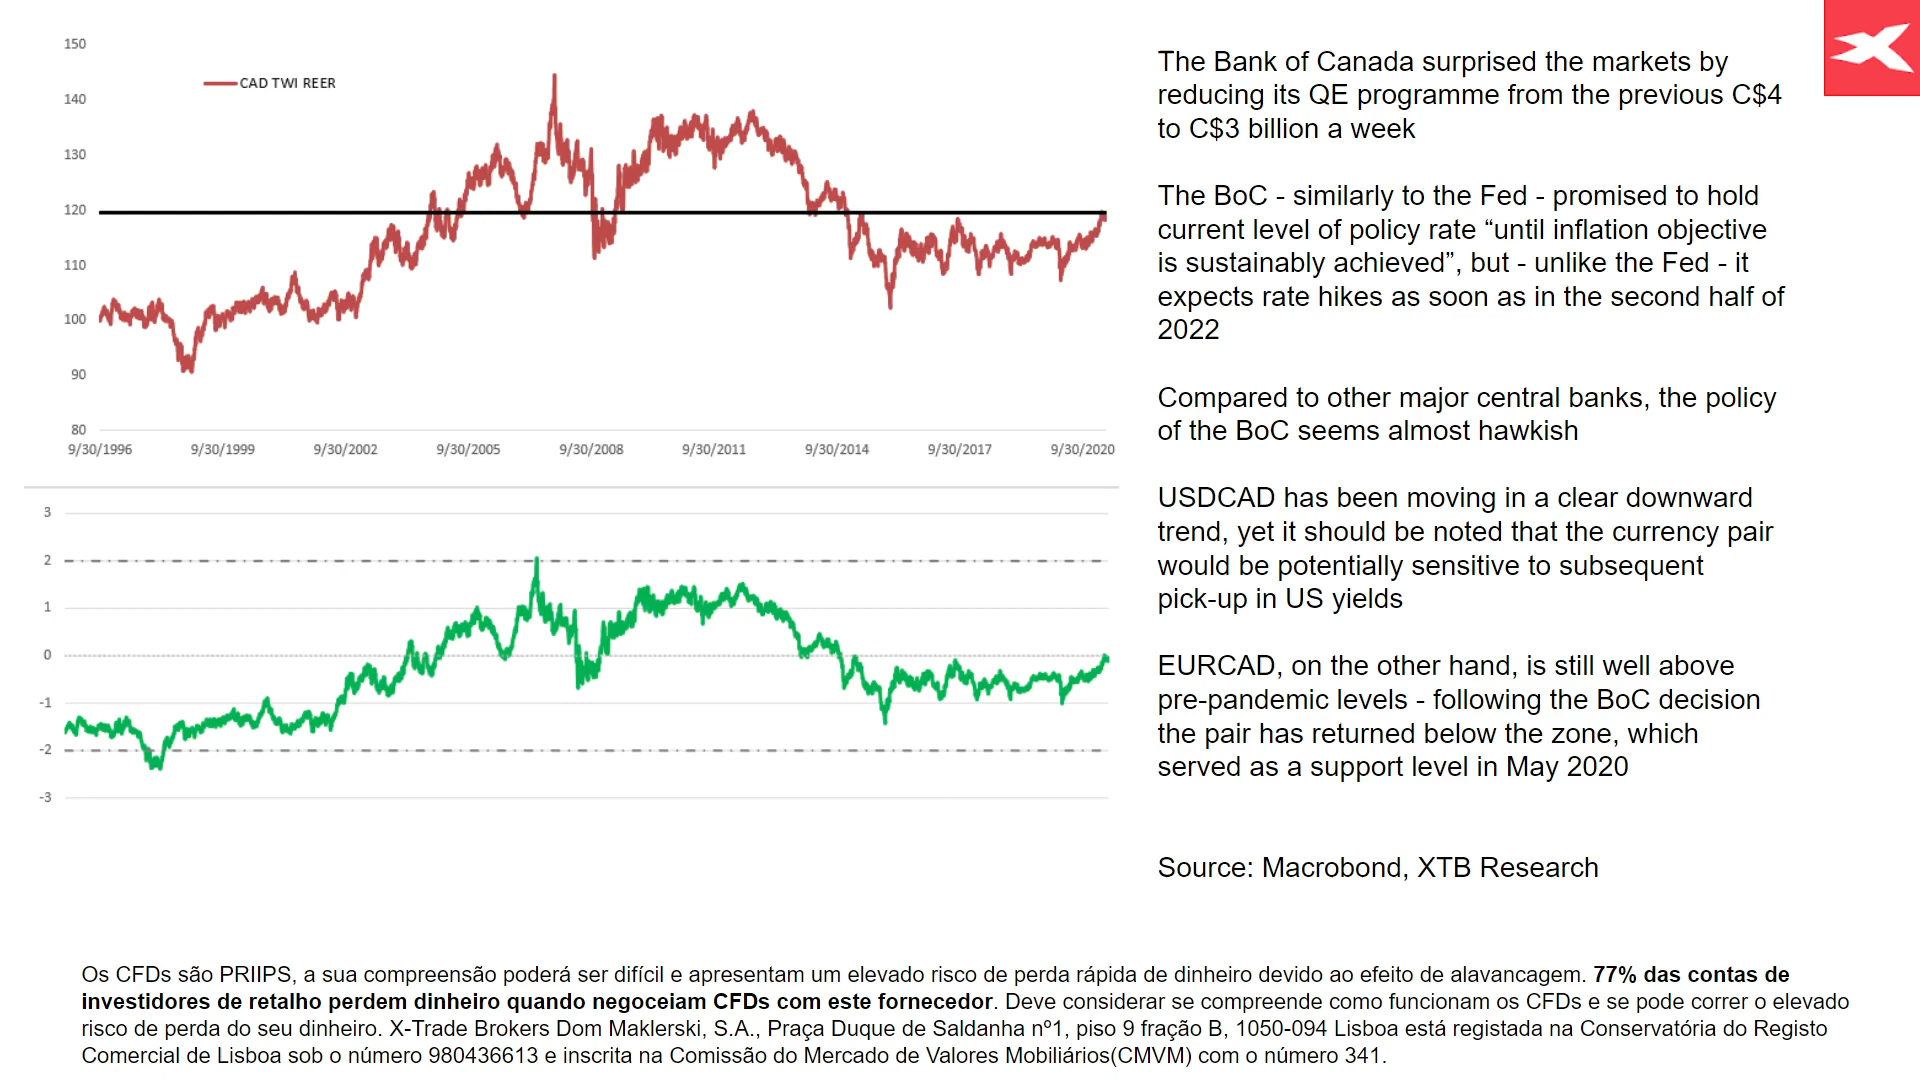 150
CAD TWI REER
140
130
120
110
100
90
80
9/30/1996 9/30/1999 9/30/2002 9/30/2005 9/30/2008 9/30/2011 9/30/2014 9/30/2017 9/30/2020
3
2
1
0
-1
-2
-3
The Bank of Canada surprised the markets by
reducing its QE programme from the previous C$4
to C$3 billion a week
The BoC - similarly to the Fed - promised to hold
current level of policy rate “until inflation objective
is sustainably achieved”, but - unlike the Fed - it
expects rate hikes as soon as in the second half of
2022
Compared to other major central banks, the policy
of the BoC seems almost hawkish
USDCAD has been moving in a clear downward
trend, yet it should be noted that the currency pair
would be potentially sensitive to subsequent
pick-up in US yields
EURCAD, on the other hand, is still well above
pre-pandemic levels - following the BoC decision
the pair has returned below the zone, which
served as a support level in May 2020
Source: Macrobond, XTB Research
Os CFDs são PRIIPS, a sua compreensão poderá ser difícil e apresentam um elevado risco de perda rápida de dinheiro devido ao efeito de alavancagem. 77% das contas de
investidores de retalho perdem dinheiro quando negoceiam CFDs com este fornecedor. Deve considerar se compreende como funcionam os CFDs e se pode correr o elevado
risco de perda do seu dinheiro. X-Trade Brokers Dom Maklerski, S.A., Praça Duque de Saldanha nº1, piso 9 fração B, 1050-094 Lisboa está registada na Conservatória do Registo
Comercial de Lisboa sob o número 980436613 e inscrita na Comissão do Mercado de Valores Mobiliários(CMVM) com o número 341.